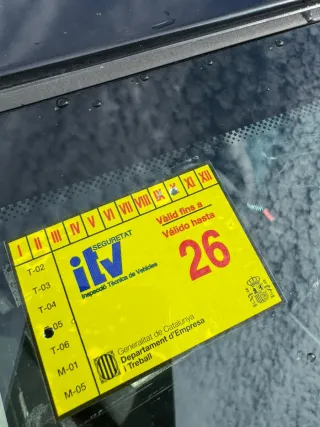 I II III IV V VI VII VIII IX X XI XII
T-02
T-03
T-04
T-05
T-06
M-01
M-05
SEGURETAT
itv
Inspecció Tècnica de Vehicles
Vàlid fins a
Válido hasta
26
Generalitat de Catalunya
Departament d'Empresa
i Treball